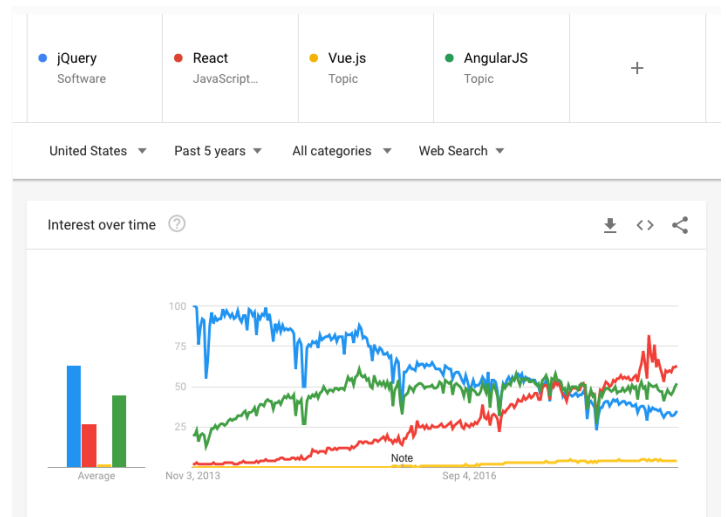 jQuery
Software
React
JavaScript...
Vue.js
Topic
AngularJS
Topic
+
United States
Past 5 years
All categories
Web Search
Interest over time
?
100
75
50
25
Note
Average
Nov 3, 2013
Sep 4, 2016